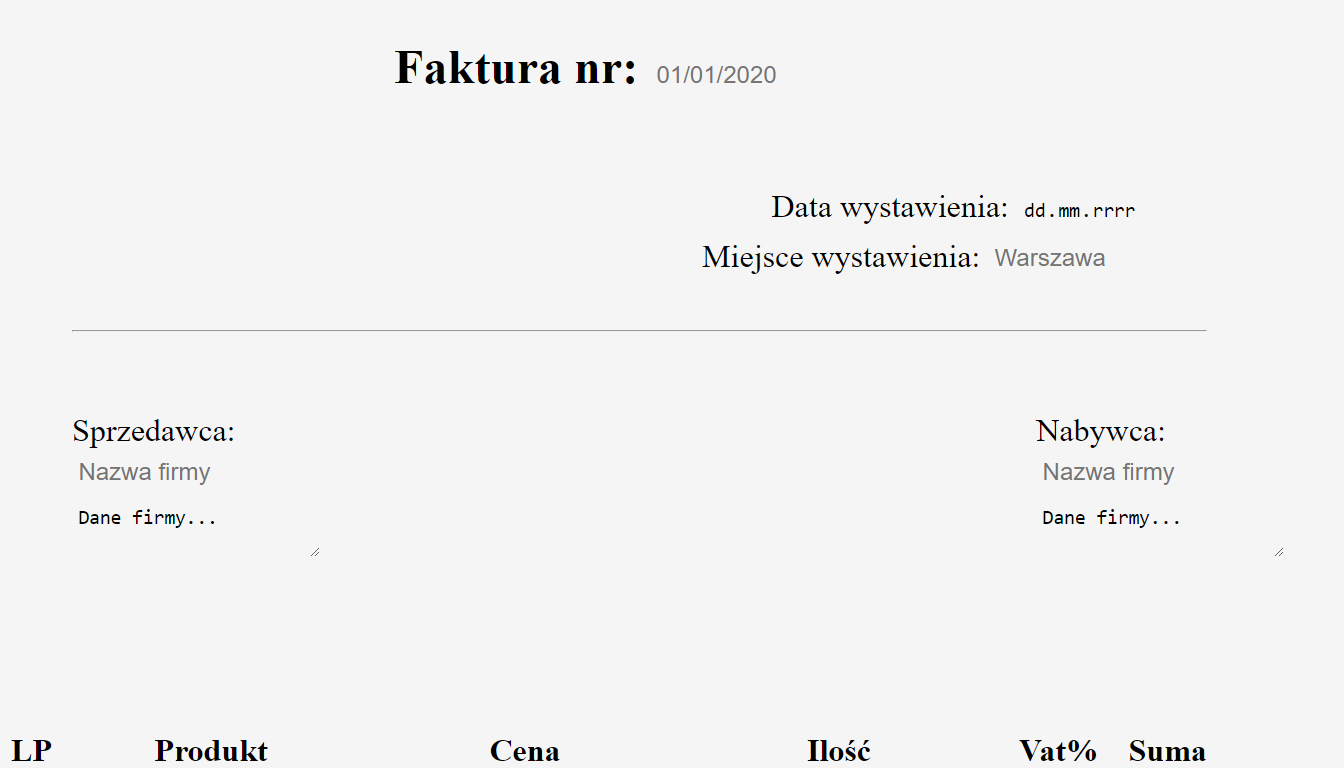 Faktura nr: 01/01/2020
Data wystawienia: dd.mm.rrrr
Miejsce wystawienia: Warszawa
Sprzedawca: Nabywca:
Nazwa firmy Nazwa firmy
Dane firmy... Dane firmy...
LP Produkt Cena Ilość Vat% Suma